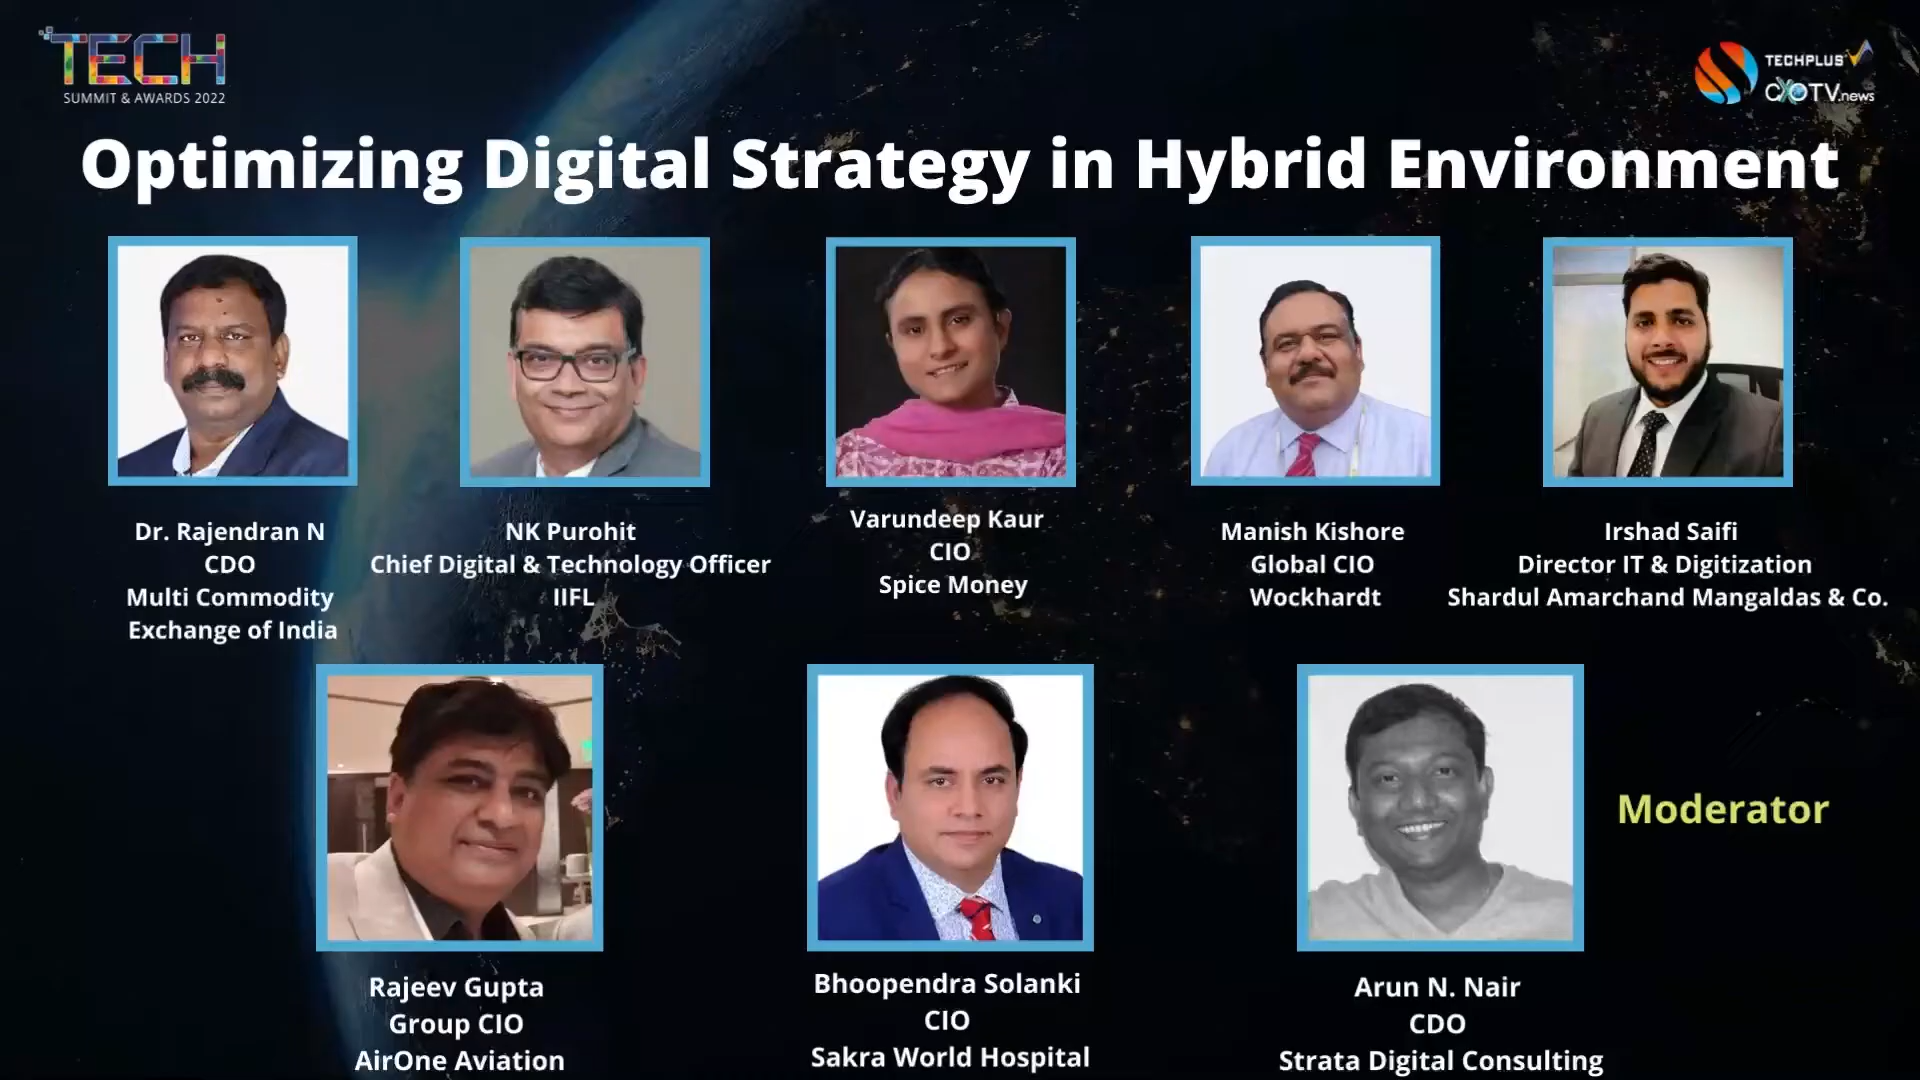 TECH
SUMMIT & AWARDS 2022
TECHPLUS
CXOTV.news
Optimizing Digital Strategy in Hybrid Environment
Dr. Rajendran N
CDO
Multi Commodity
Exchange of India
NK Purohit
Chief Digital & Technology Officer
IIFL
Varundeep Kaur
CIO
Spice Money
Manish Kishore
Global CIO
Wockhardt
Irshad Saifi
Director IT & Digitization
Shardul Amarchand Mangaldas & Co.
Rajeev Gupta
Group CIO
AirOne Aviation
Bhoopendra Solanki
CIO
Sakra World Hospital
Arun N. Nair
CDO
Strata Digital Consulting
Moderator